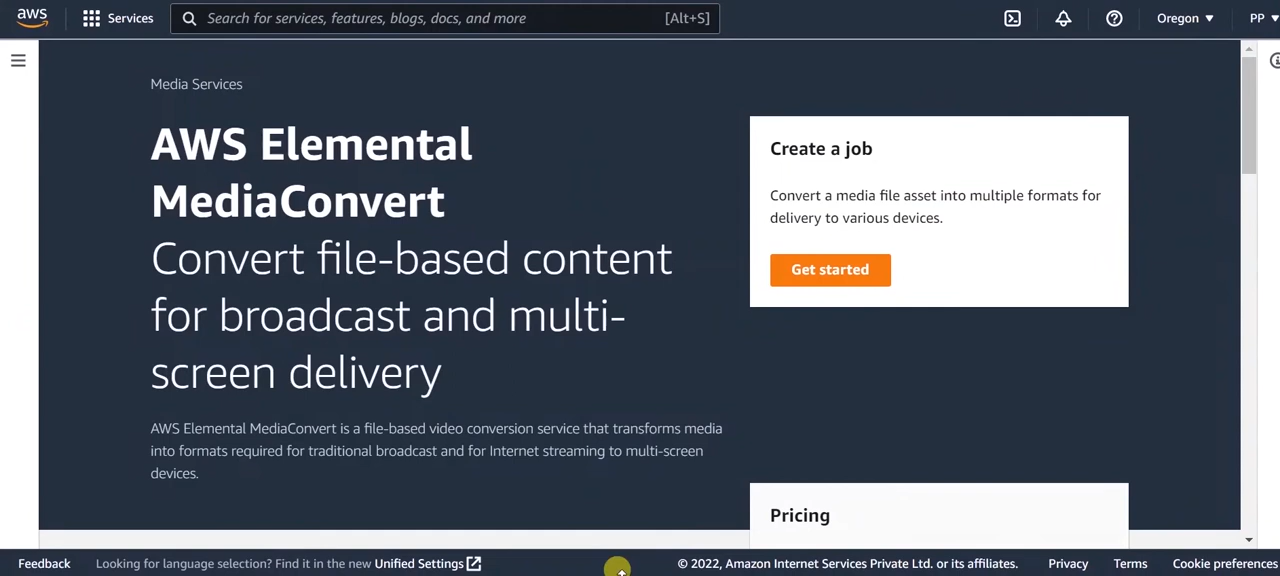 aws Services Search for services, features, blogs, docs, and more [Alt+S] Oregon PP
Media Services
AWS Elemental
MediaConvert
Convert file-based content
for broadcast and multi-
screen delivery
AWS Elemental MediaConvert is a file-based video conversion service that transforms media
into formats required for traditional broadcast and for Internet streaming to multi-screen
devices.
Create a job
Convert a media file asset into multiple formats for
delivery to various devices.
Get started
Pricing
Feedback Looking for language selection? Find it in the new Unified Settings © 2022, Amazon Internet Services Private Ltd. or its affiliates. Privacy Terms Cookie preferences